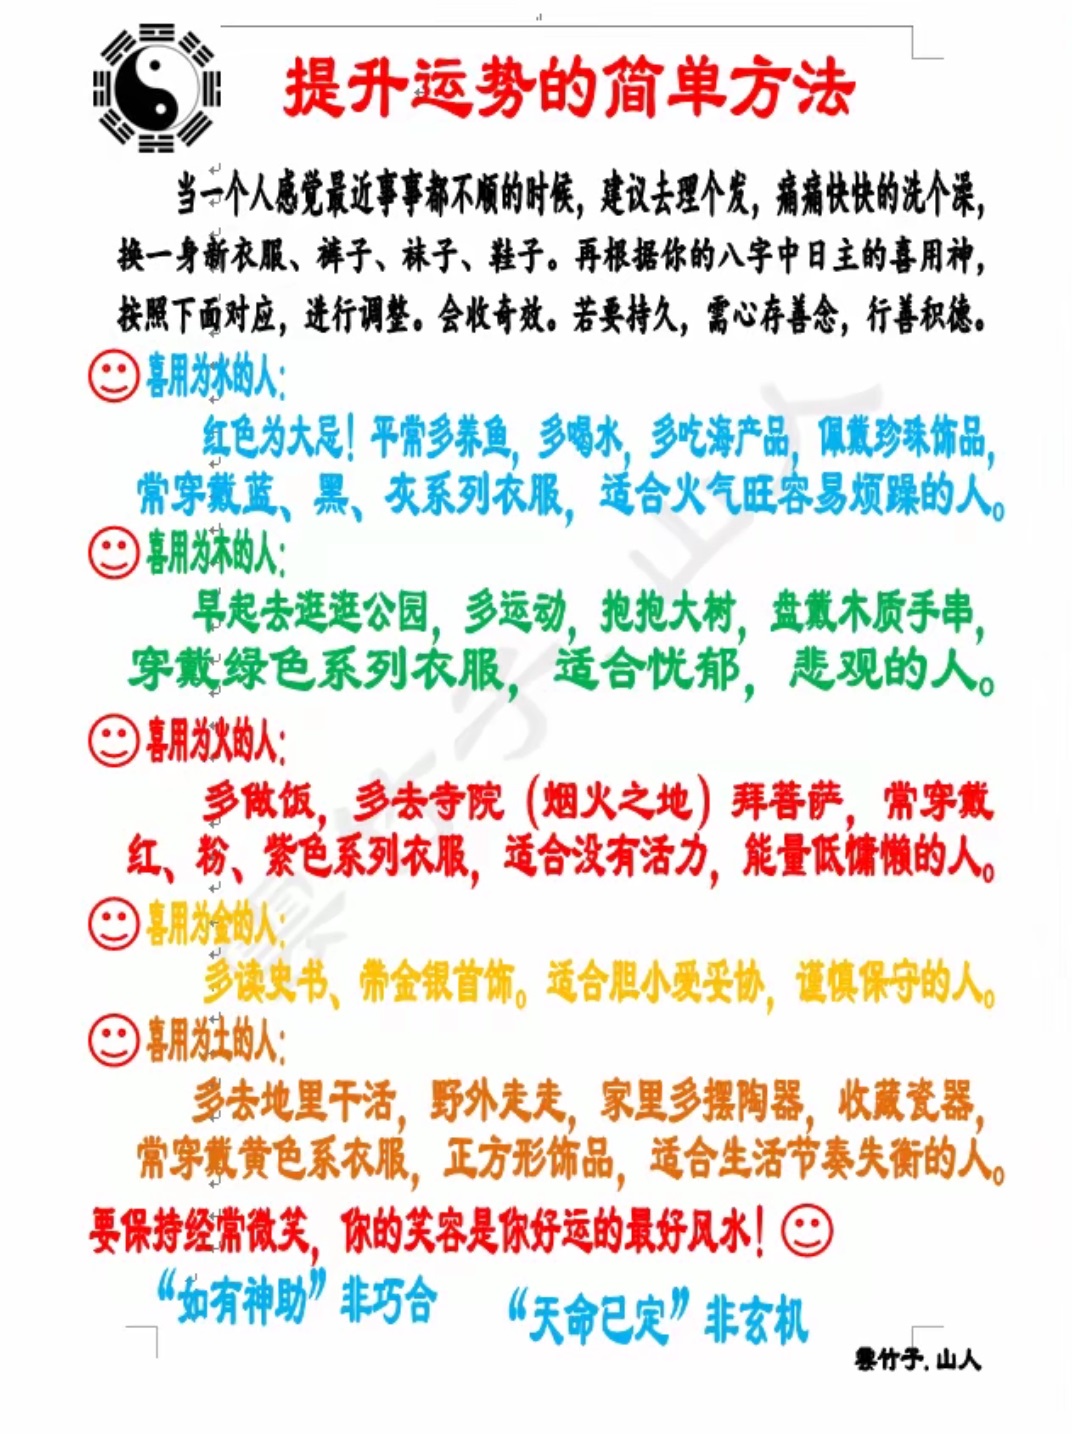 提升运势的简单方法
当一个人感觉最近事事都不顺的时候，建议去理个发，痛痛快快的洗个澡，
换一身新衣服、裤子、袜子、鞋子。再根据你的八字中日主的喜用神，
按照下面对应，进行调整。会收奇效。若要持久，需心存善念，行善积德。
喜用为水的人：
红色为大忌！平常多养鱼，多喝水，多吃海产品，佩戴珍珠饰品，
常穿戴蓝、黑、灰系列衣服，适合火气旺容易烦躁的人。
喜用为木的人：
早起去逛逛公园，多运动，抱抱大树，盘戴木质手串，
穿戴绿色系列衣服，适合忧郁，悲观的人。
喜用为火的人：
多做饭，多去寺院（烟火之地）拜菩萨，常穿戴
红、粉、紫色系列衣服，适合没有活力，能量低慵懒的人。
喜用为金的人：
多读史书、带金银首饰。适合胆小爱妥协，谨慎保守的人。
喜用为土的人：
多去地里干活，野外走走，家里多摆陶器，收藏瓷器，
常穿戴黄色系衣服，正方形饰品，适合生活节奏失衡的人。
要保持经常微笑，你的笑容是你好运的最好风水！
“如有神助”非巧合 “天命已定”非玄机
雲竹子.山人
雲竹子.山人